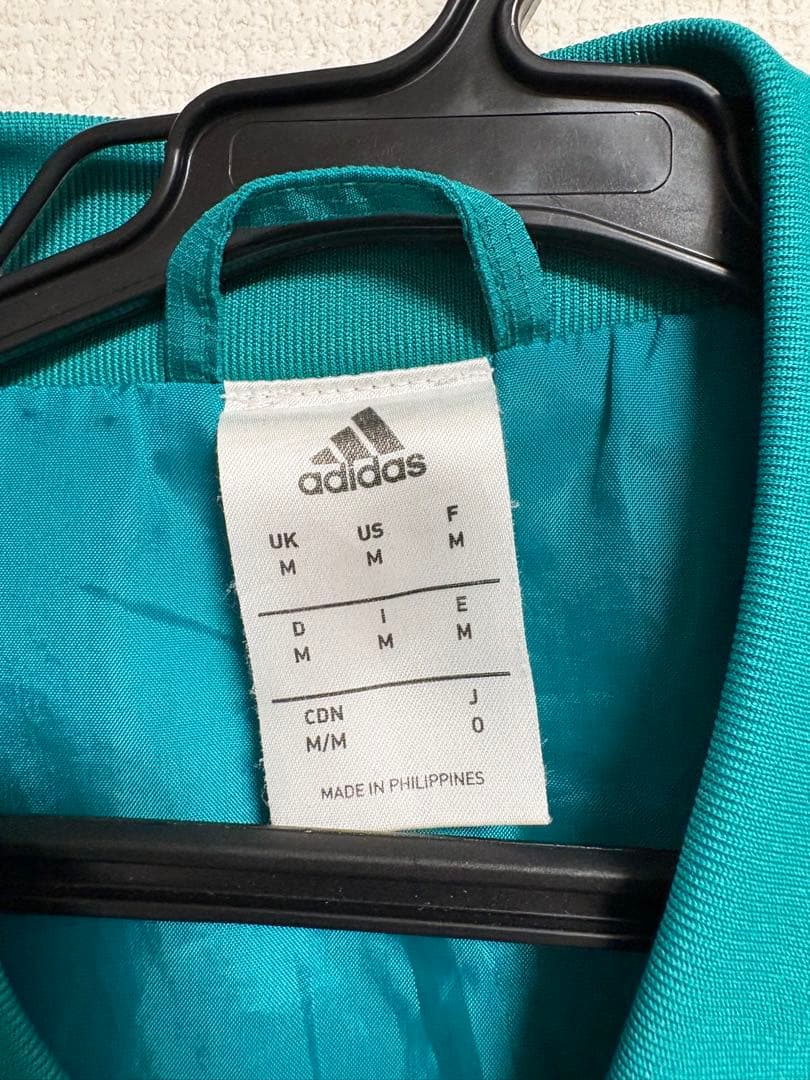 adidas
UK US F
M M M
D I E
M M M
CDN J
M/M O
MADE IN PHILIPPINES